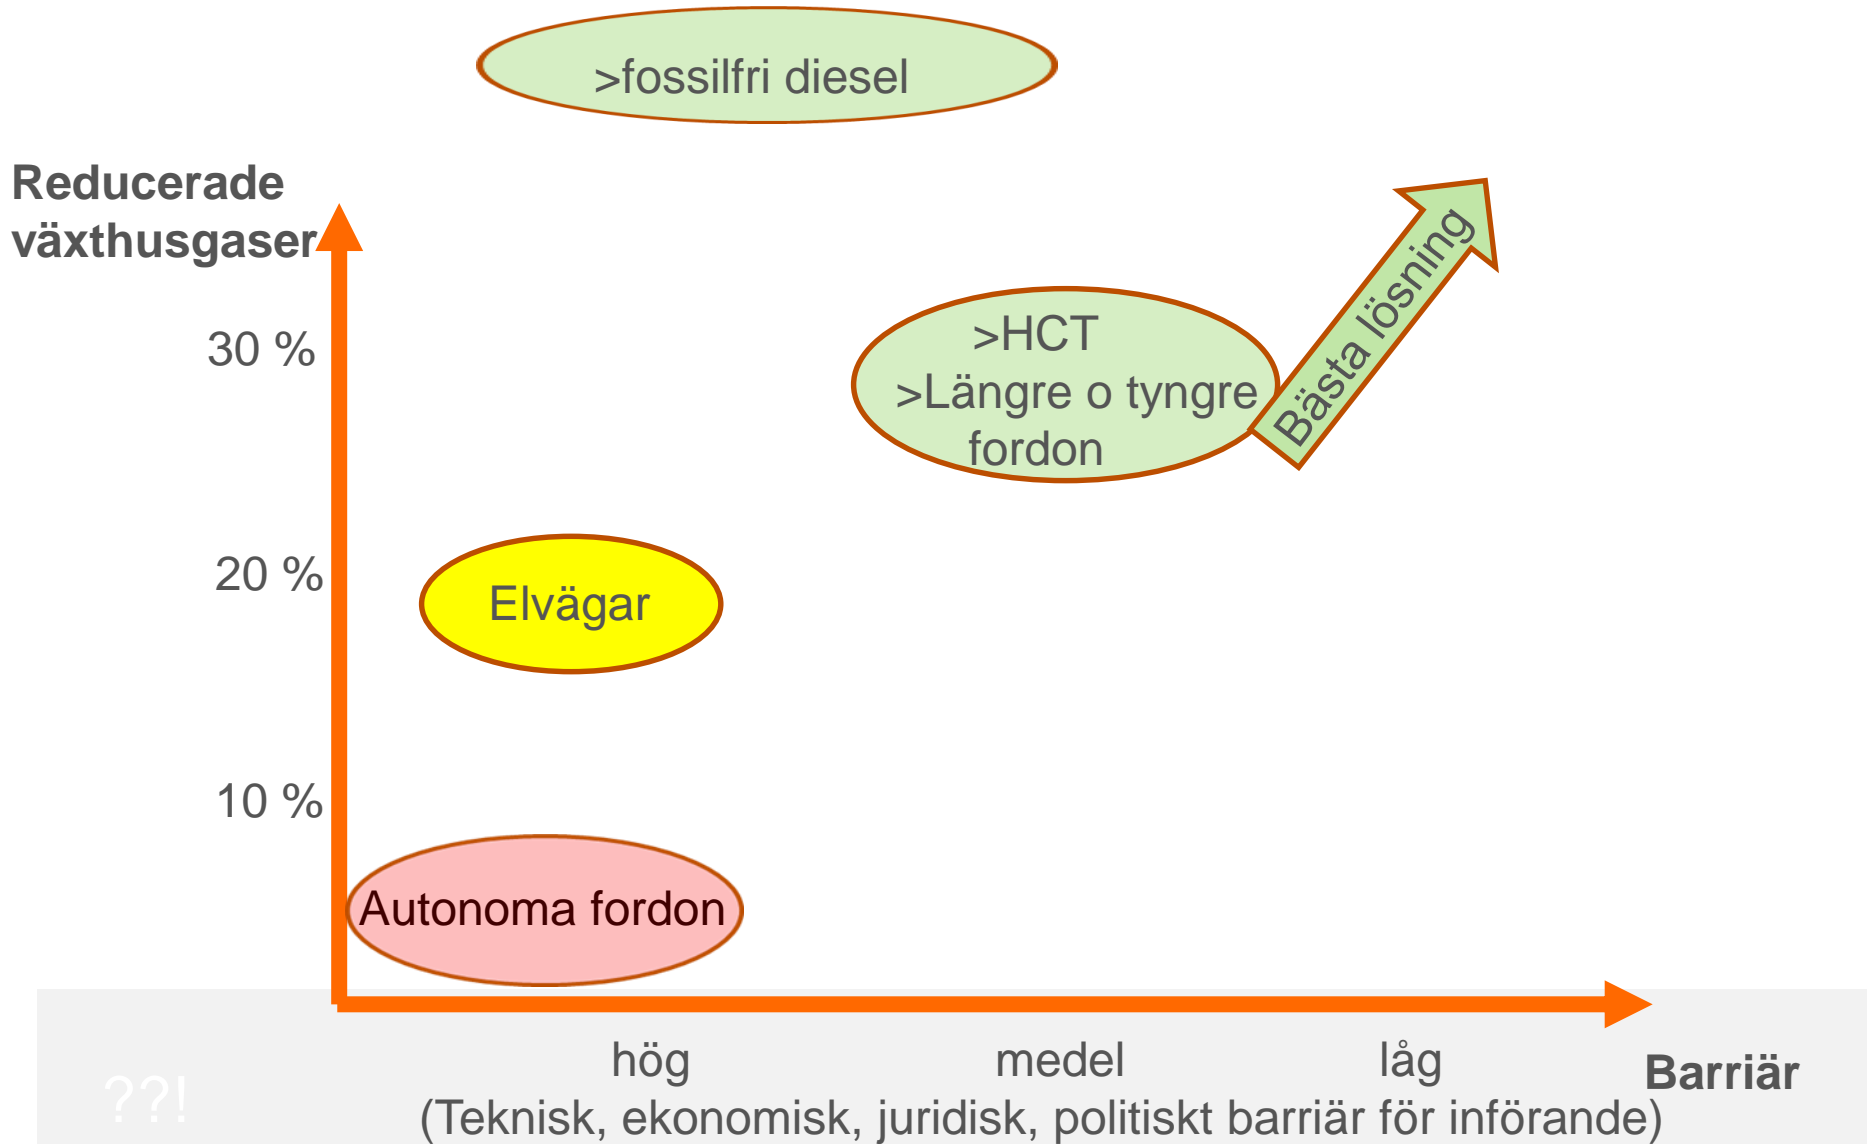 >fossilfri diesel
Reducerade
växthusgaser
30 %
>HCT
>Längre o tyngre
fordon
Bästa lösning
20 %
Elvägar
10 %
Autonoma fordon
hög medel låg
Barriär
??!
(Teknisk, ekonomisk, juridisk, politiskt barriär för införande)